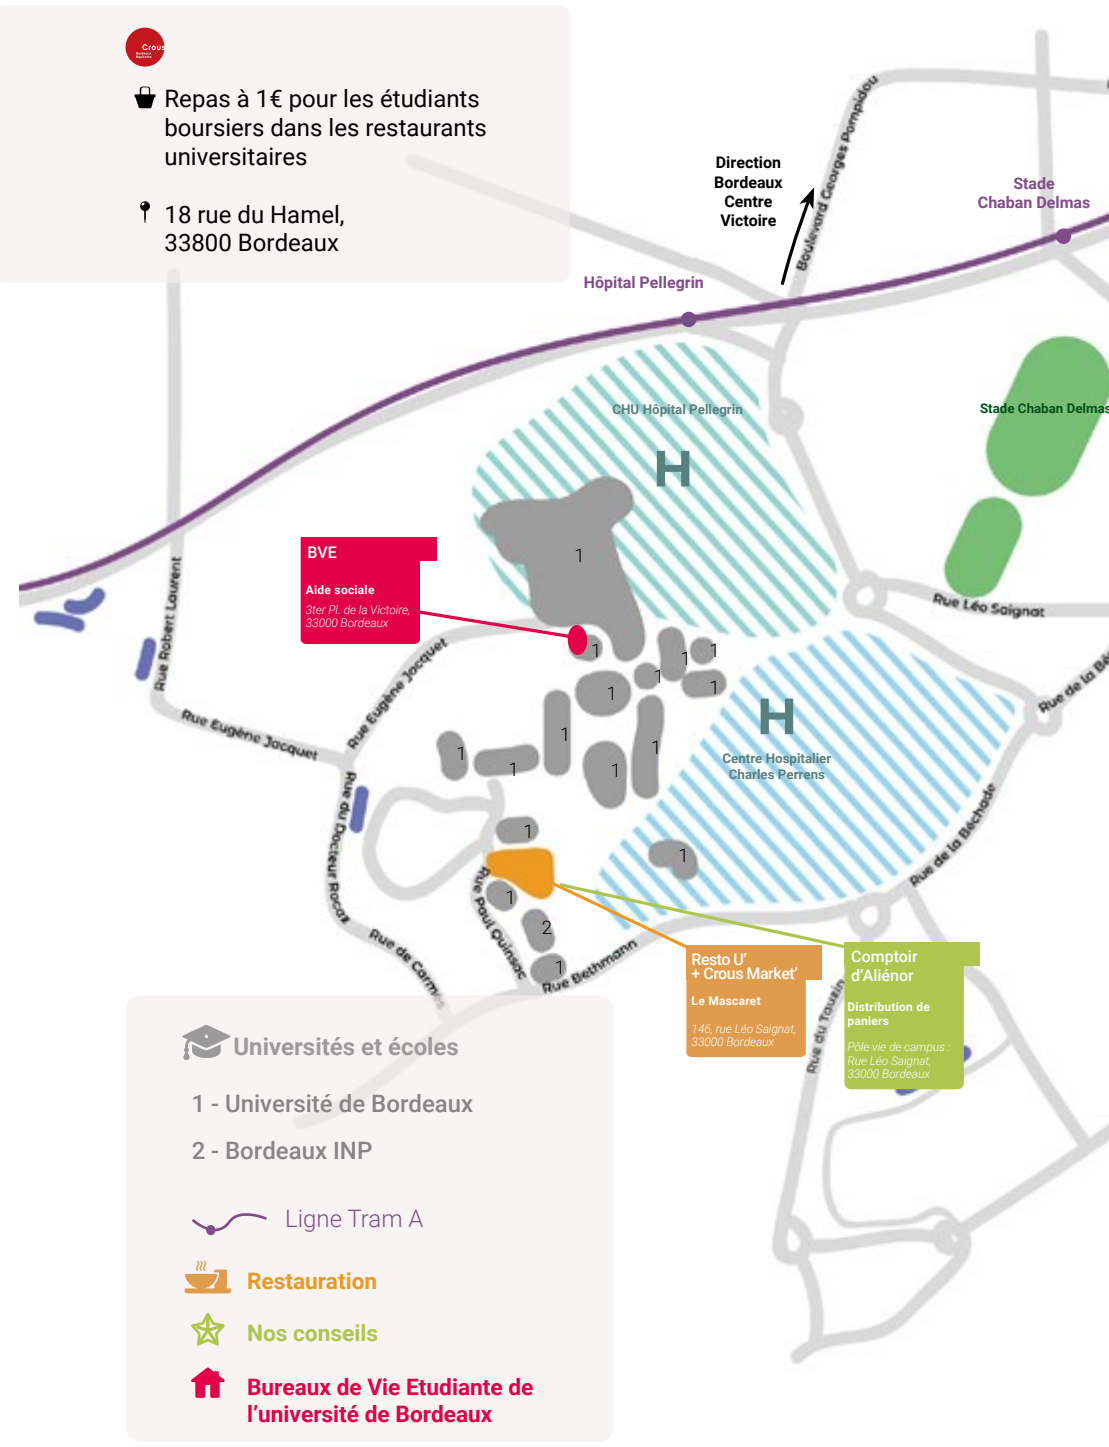 Crous
Bordeaux
Aquitaine
Repas à 1€ pour les étudiants
boursiers dans les restaurants
universitaires
18 rue du Hamel,
33800 Bordeaux
Direction
Bordeaux
Centre
Victoire
Boulevard Georges Pompidou
Stade
Chaban Delmas
Hôpital Pellegrin
CHU Hôpital Pellegrin
H
Stade Chaban Delmas
1
BVE
Aide sociale
3ter Pl. de la Victoire,
33000 Bordeaux
Rue Robert Laurent
Rue Léo Saignat
Rue Eugène Jacquet
Rue Eugène Jacquet
1
1
1
1
1
1
1
1
1
1
1
1
H
Centre Hospitalier
Charles Perrens
Rue de la Bé
Rue du Docteur Rocaz
Rue de la Béchade
1
1
1
2
1
Rue Paul Quinsac
Rue de Carmé
Rue Bethmann
Resto U'
+ Crous Market'
Le Mascaret
146, rue Léo Saignat,
33000 Bordeaux
Comptoir
d'Aliénor
Distribution de
paniers
Pôle vie de campus :
Rue Léo Saignat,
33000 Bordeaux
Rue du Tauzin
Universités et écoles
1 - Université de Bordeaux
2 - Bordeaux INP
Ligne Tram A
Restauration
Nos conseils
Bureaux de Vie Etudiante de
l'université de Bordeaux